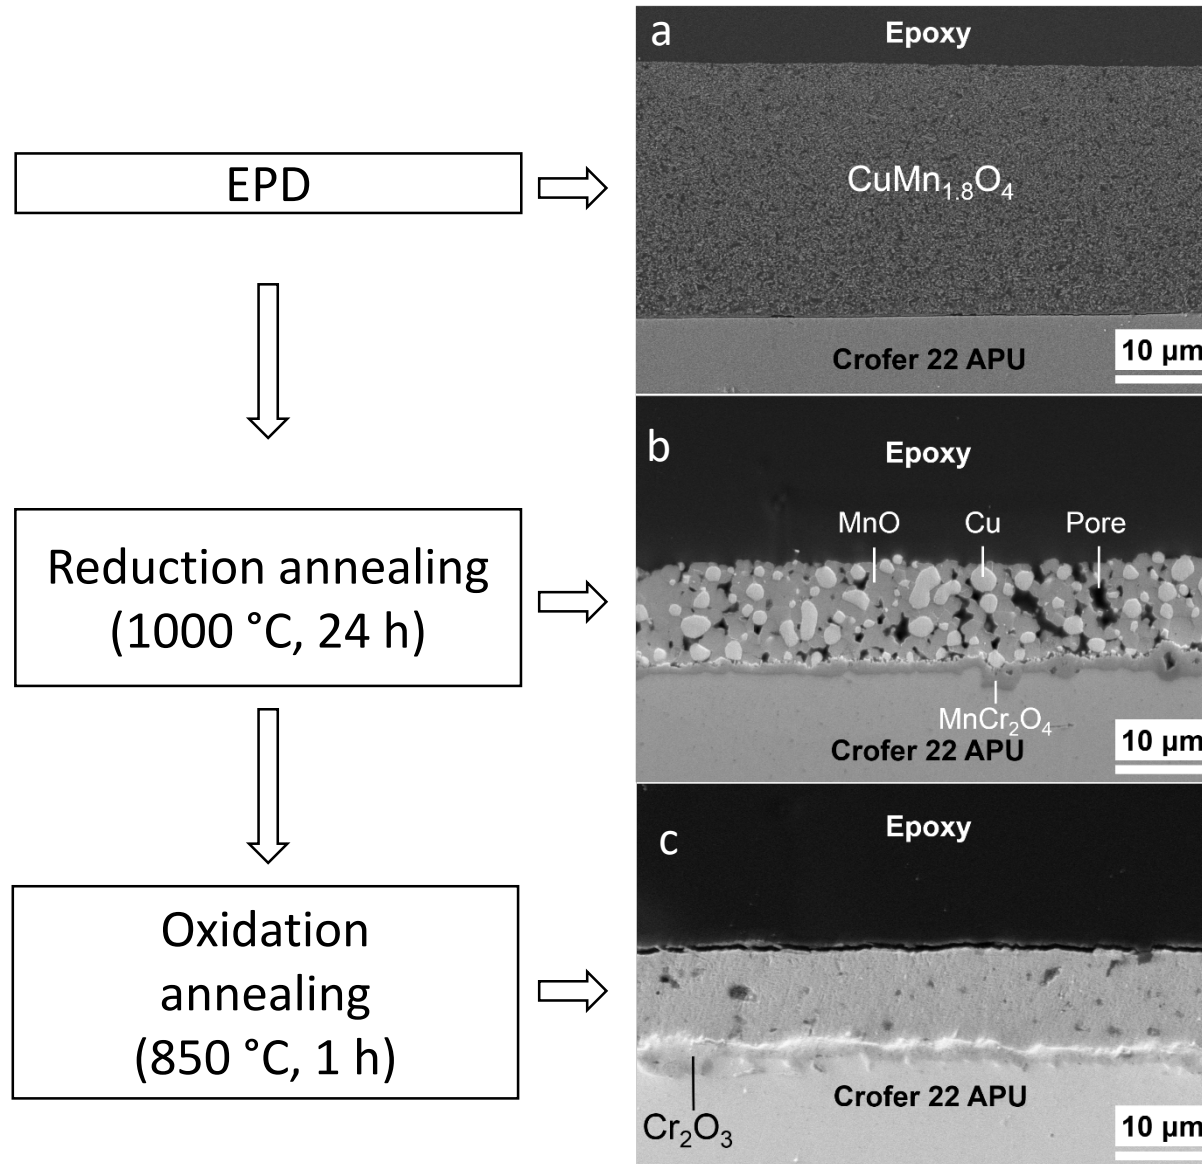 EPD
a
Epoxy
CuMn₁.₈O₄
Crofer 22 APU
10 µm
Reduction annealing
(1000 °C, 24 h)
b
Epoxy
MnO
Cu
Pore
MnCr₂O₄
Crofer 22 APU
10 µm
Oxidation
annealing
(850 °C, 1 h)
c
Epoxy
Crofer 22 APU
Cr₂O₃
10 µm